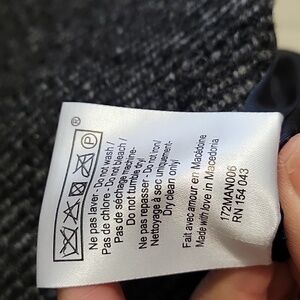 ®
P
Ne pas laver - Do not wash /
Pas de chlore - Do not bleach /
Pas de séchage machine-
Do not tumble dry/
Ne pas repasser - Do not iron/
Nettoyage à sec uniquement-
Dry clean only/
Fait avec amour en Macédoine
Made with love in Macedonia
172MAN006
RN 154 043